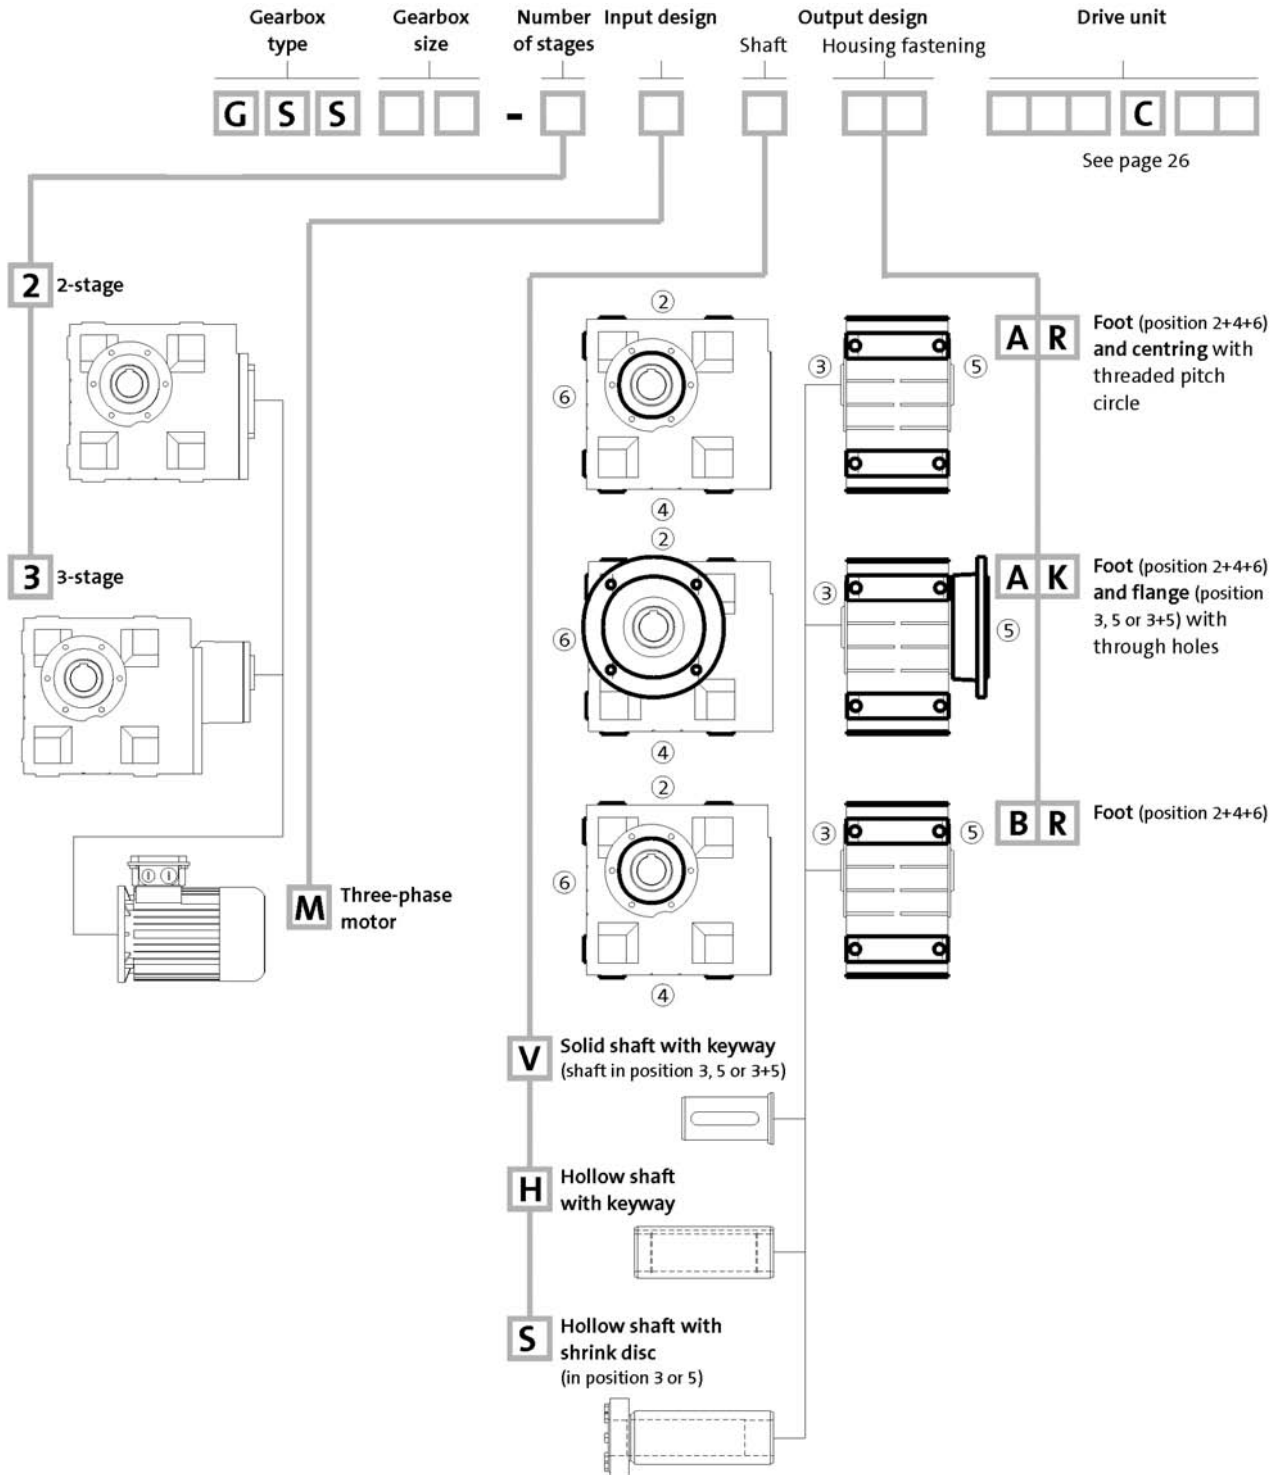 Gearbox type
Gearbox size
Number of stages
Input design
Output design
Shaft
Housing fastening
Drive unit
G S S - C
See page 26
2 2-stage
3 3-stage
M Three-phase
motor
② ③ ⑤ ⑥ ④
A R Foot (position 2+4+6)
and centring with
threaded pitch
circle
② ③ ⑤ ⑥ ④
A K Foot (position 2+4+6)
and flange (position
3, 5 or 3+5) with
through holes
② ③ ⑤ ⑥ ④
B R Foot (position 2+4+6)
V Solid shaft with keyway
(shaft in position 3, 5 or 3+5)
H Hollow shaft
with keyway
S Hollow shaft with
shrink disc
(in position 3 or 5)